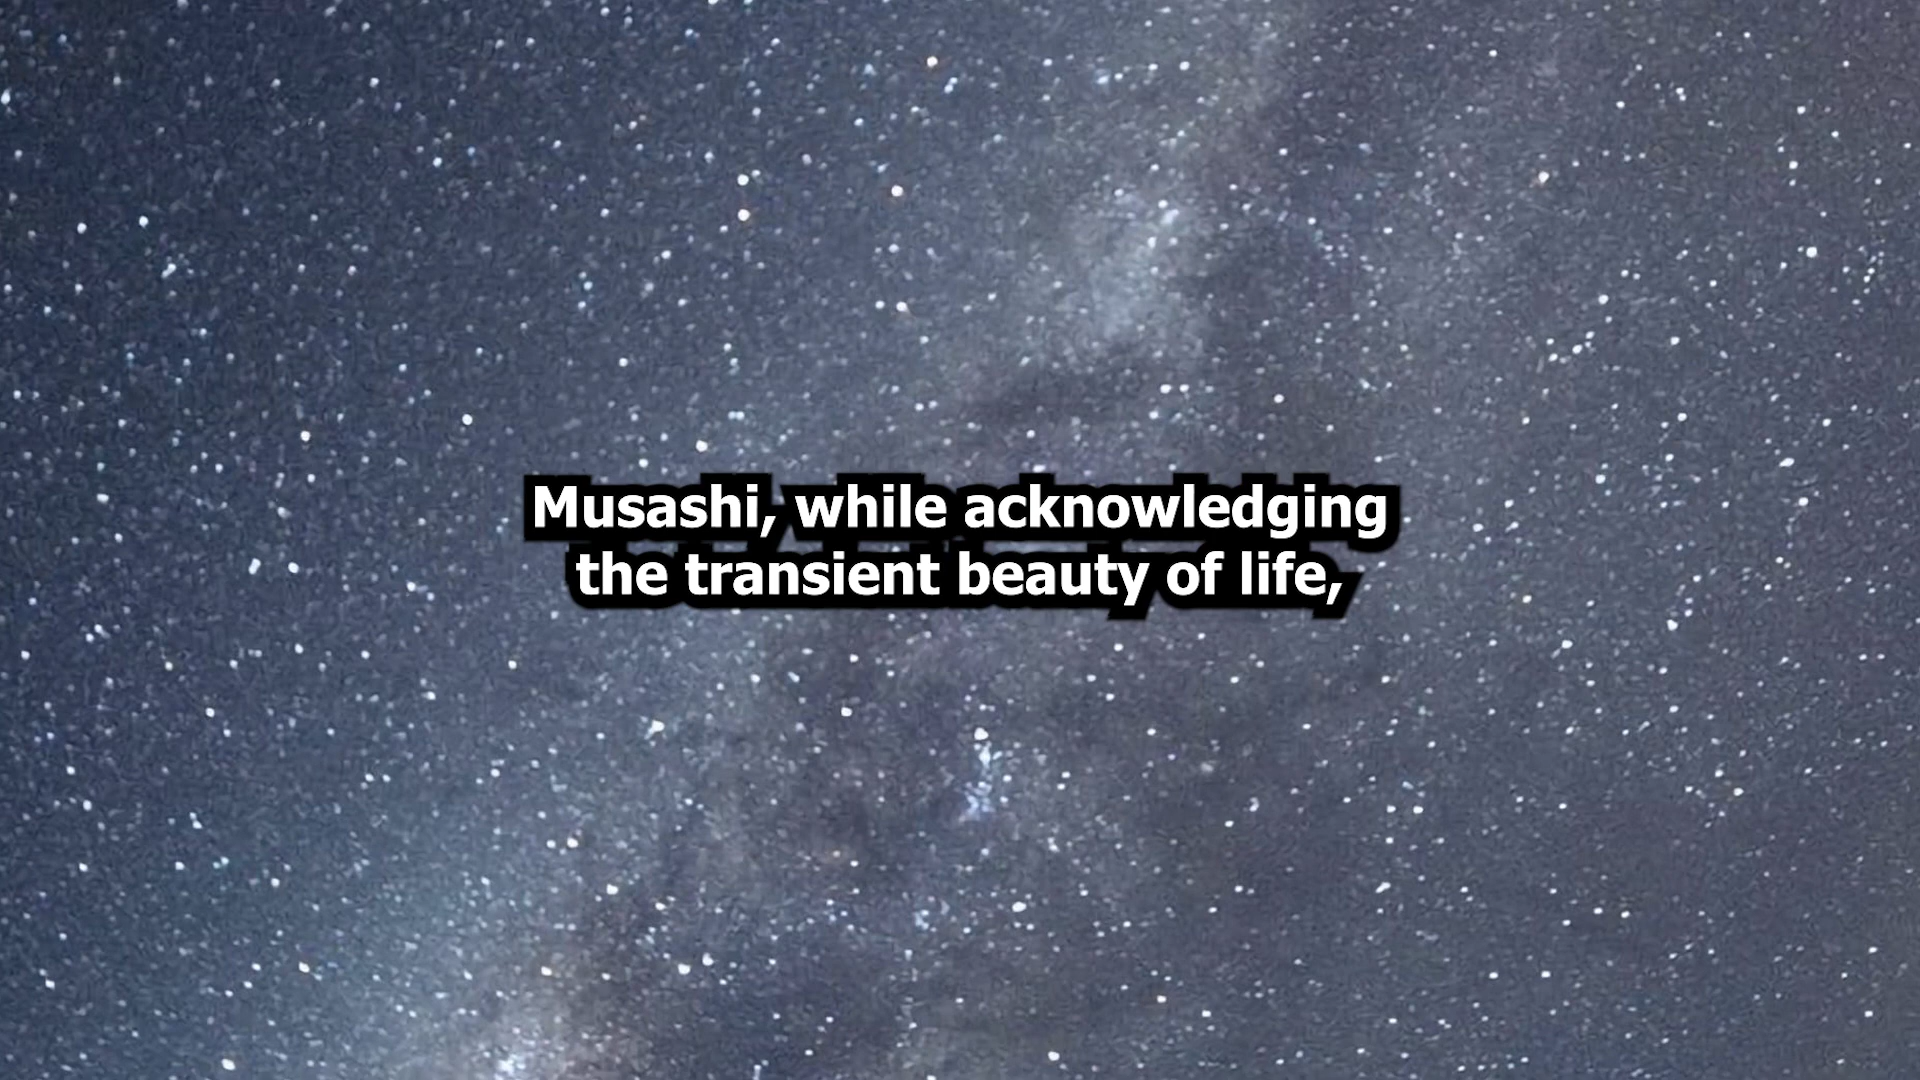 Musashi, while acknowledging
the transient beauty of life,